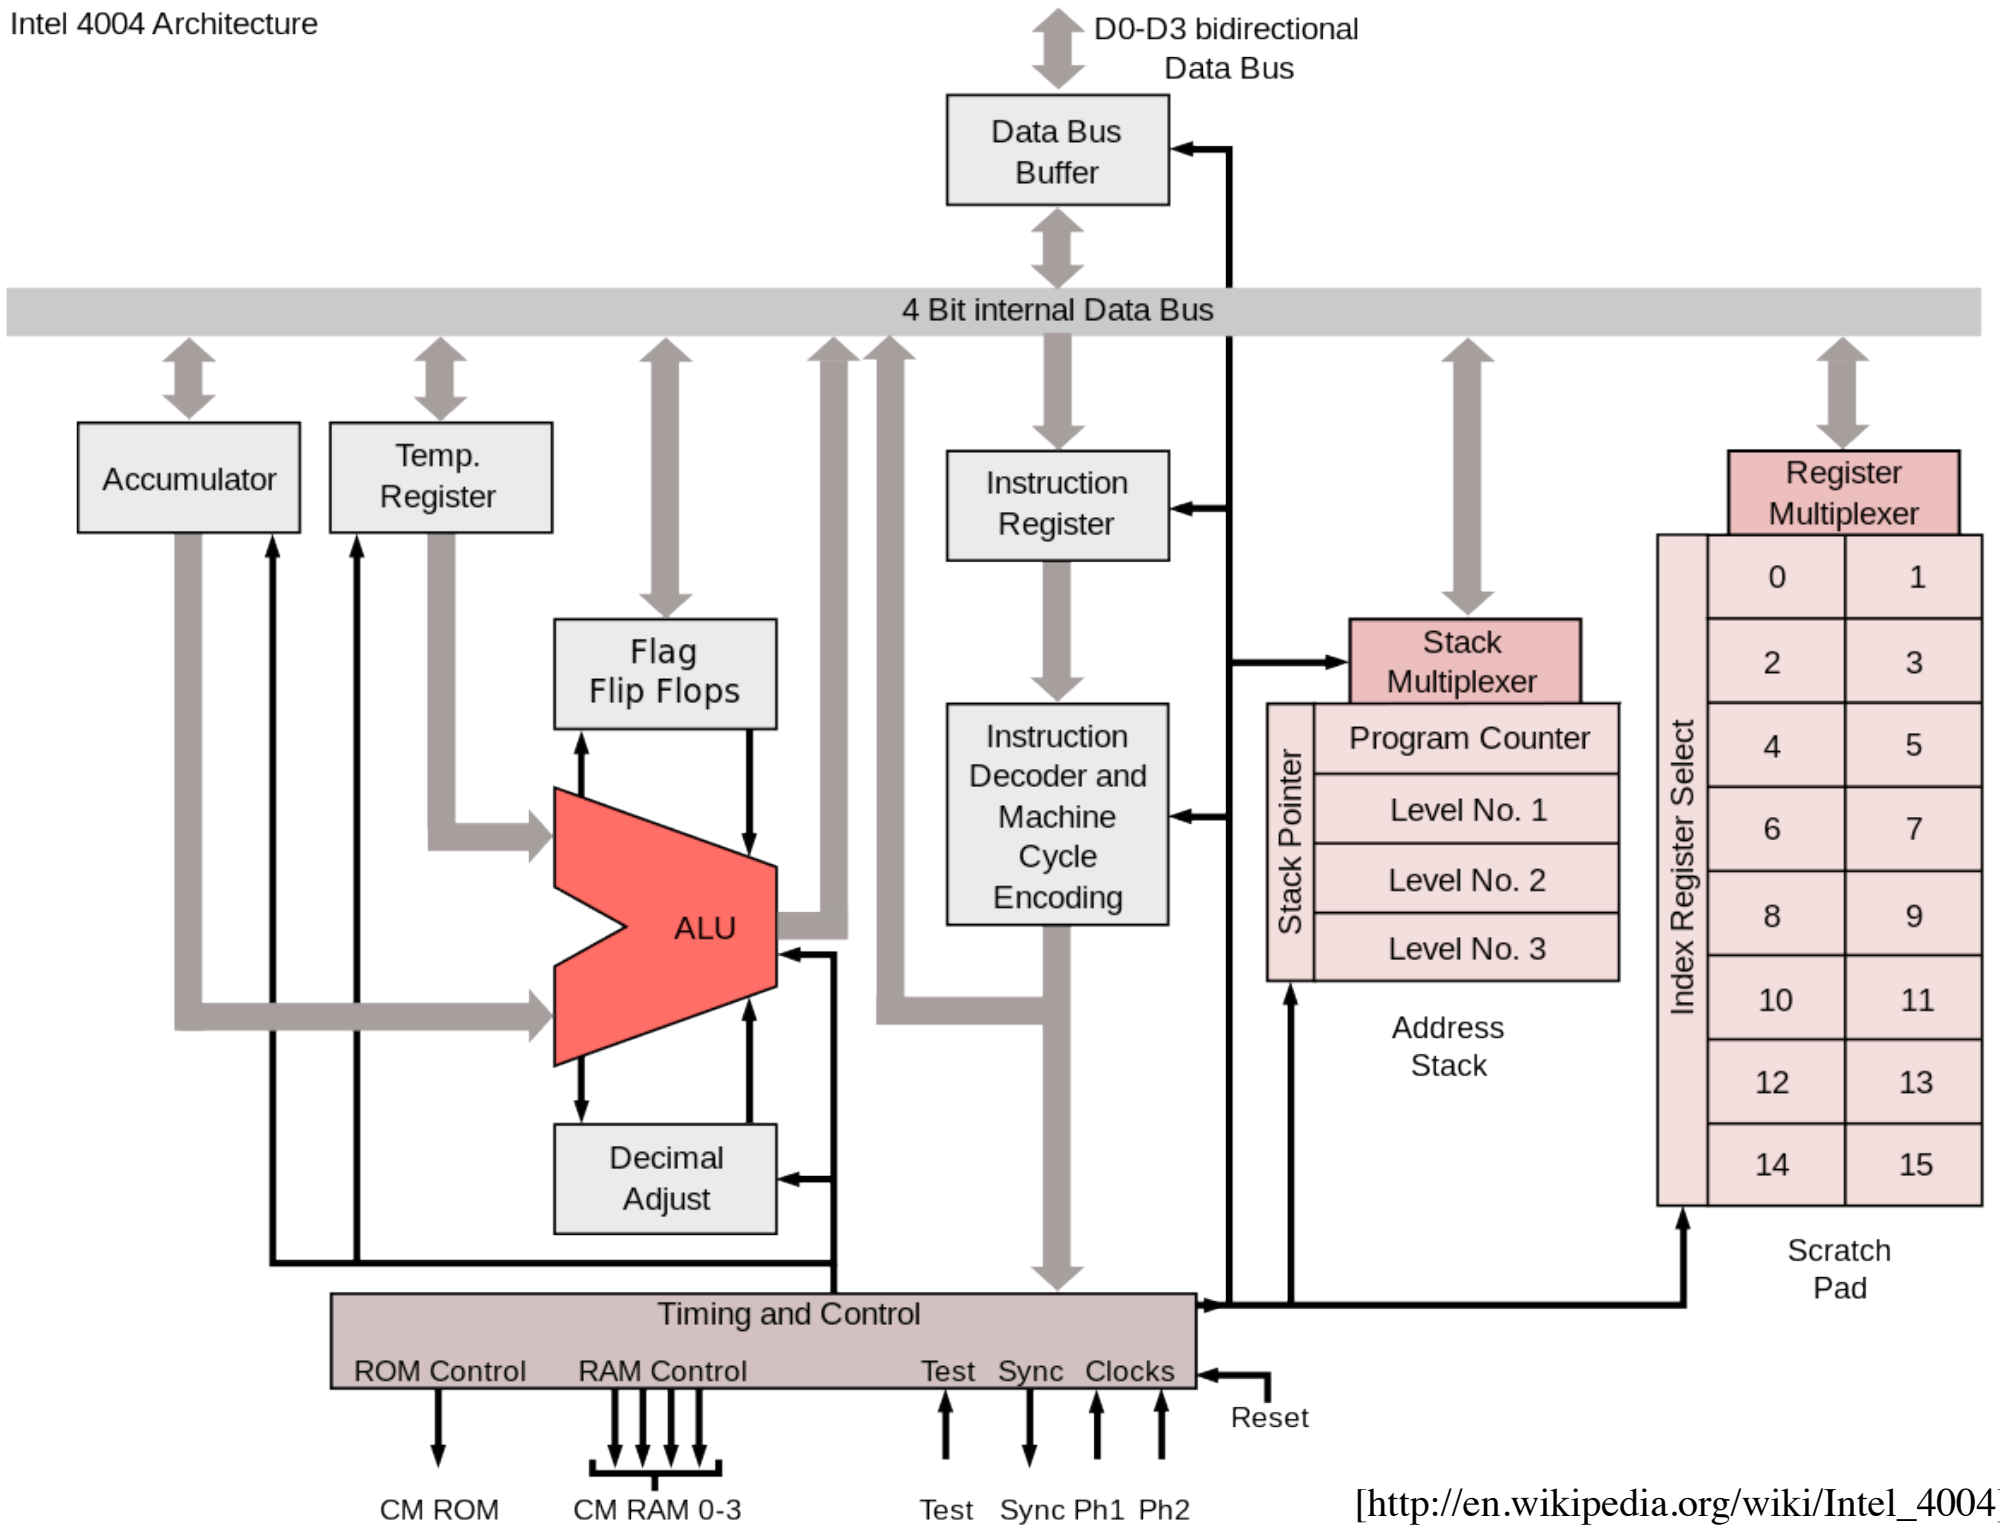 Intel 4004 Architecture
D0-D3 bidirectional
Data Bus
Data Bus
Buffer
4 Bit internal Data Bus
Accumulator
Temp.
Register
Flag
Flip Flops
ALU
Decimal
Adjust
Instruction
Register
Instruction
Decoder and
Machine
Cycle
Encoding
Stack
Multiplexer
Stack Pointer
Program Counter
Level No. 1
Level No. 2
Level No. 3
Address
Stack
Register
Multiplexer
Index Register Select
0 1
2 3
4 5
6 7
8 9
10 11
12 13
14 15
Scratch
Pad
Timing and Control
ROM Control RAM Control Test Sync Clocks
Reset
CM ROM CM RAM 0-3 Test Sync Ph1 Ph2
[http://en.wikipedia.org/wiki/Intel_4004]